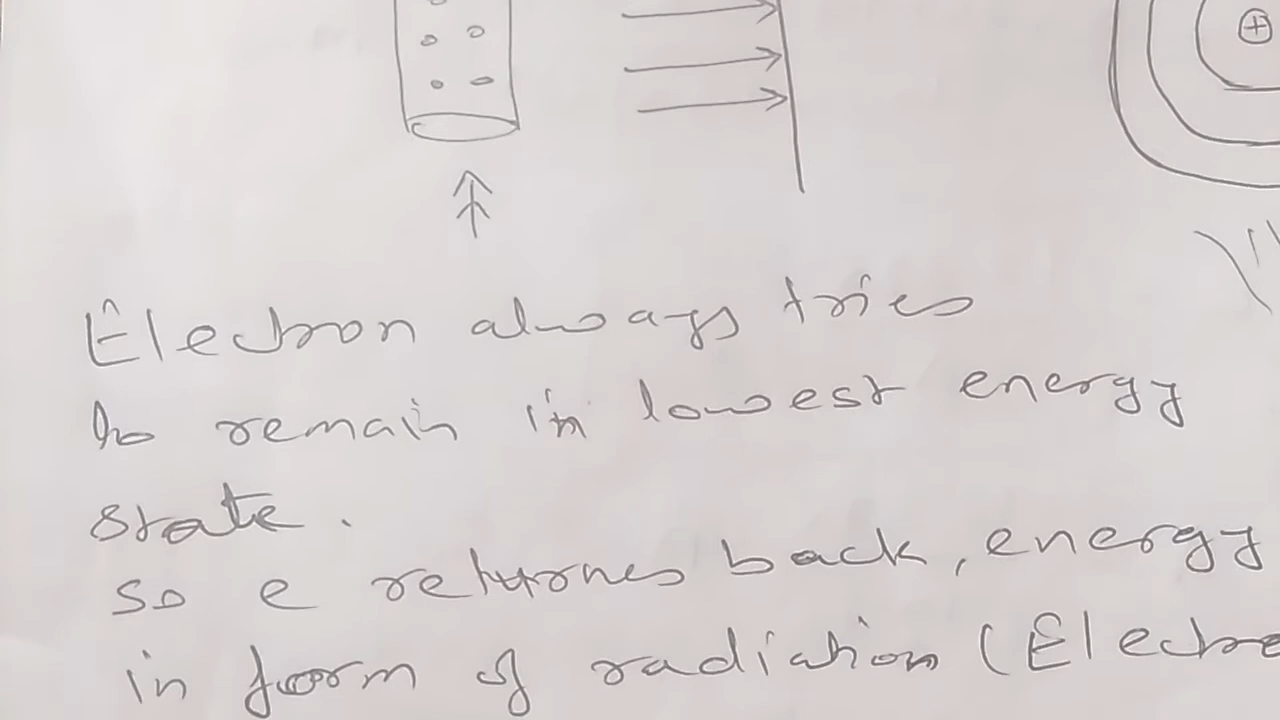 Electron always tries
to remain in lowest energy
state.
so e returnes back, energy
in form of radiation (Electro